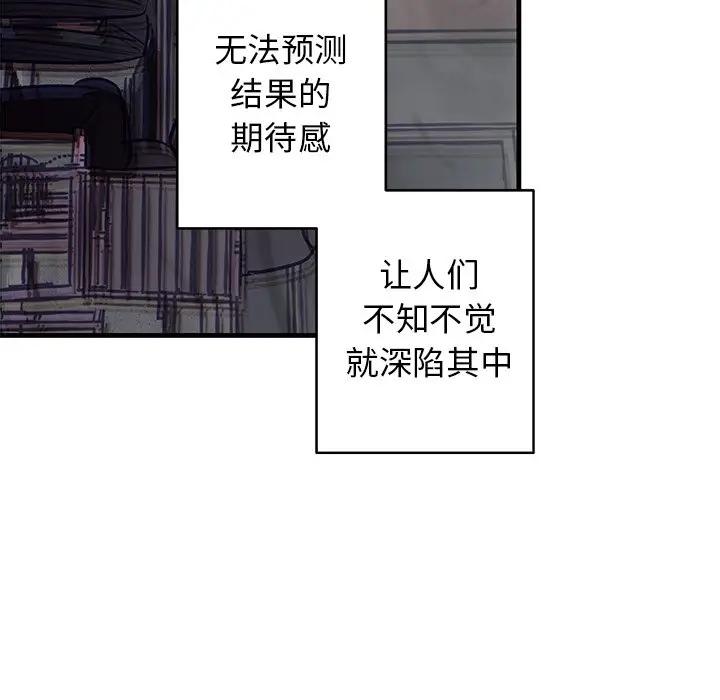 无法预测
结果的
期待感
让人们
不知不觉
就深陷其中